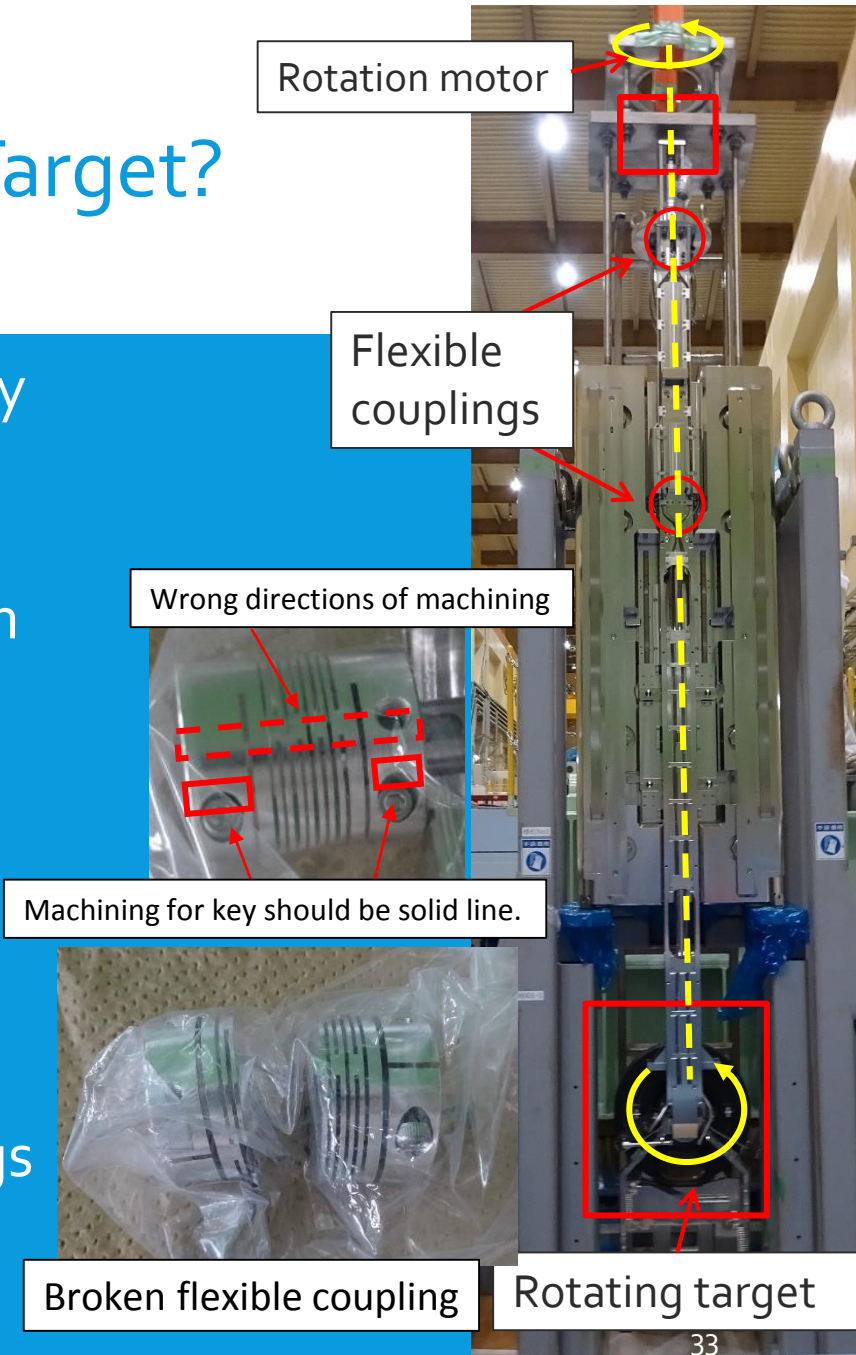 Rotation motor
Target?
Flexible
couplings
y
Wrong directions of machining
Machining for key should be solid line.
gs
Broken flexible coupling
Rotating target
33